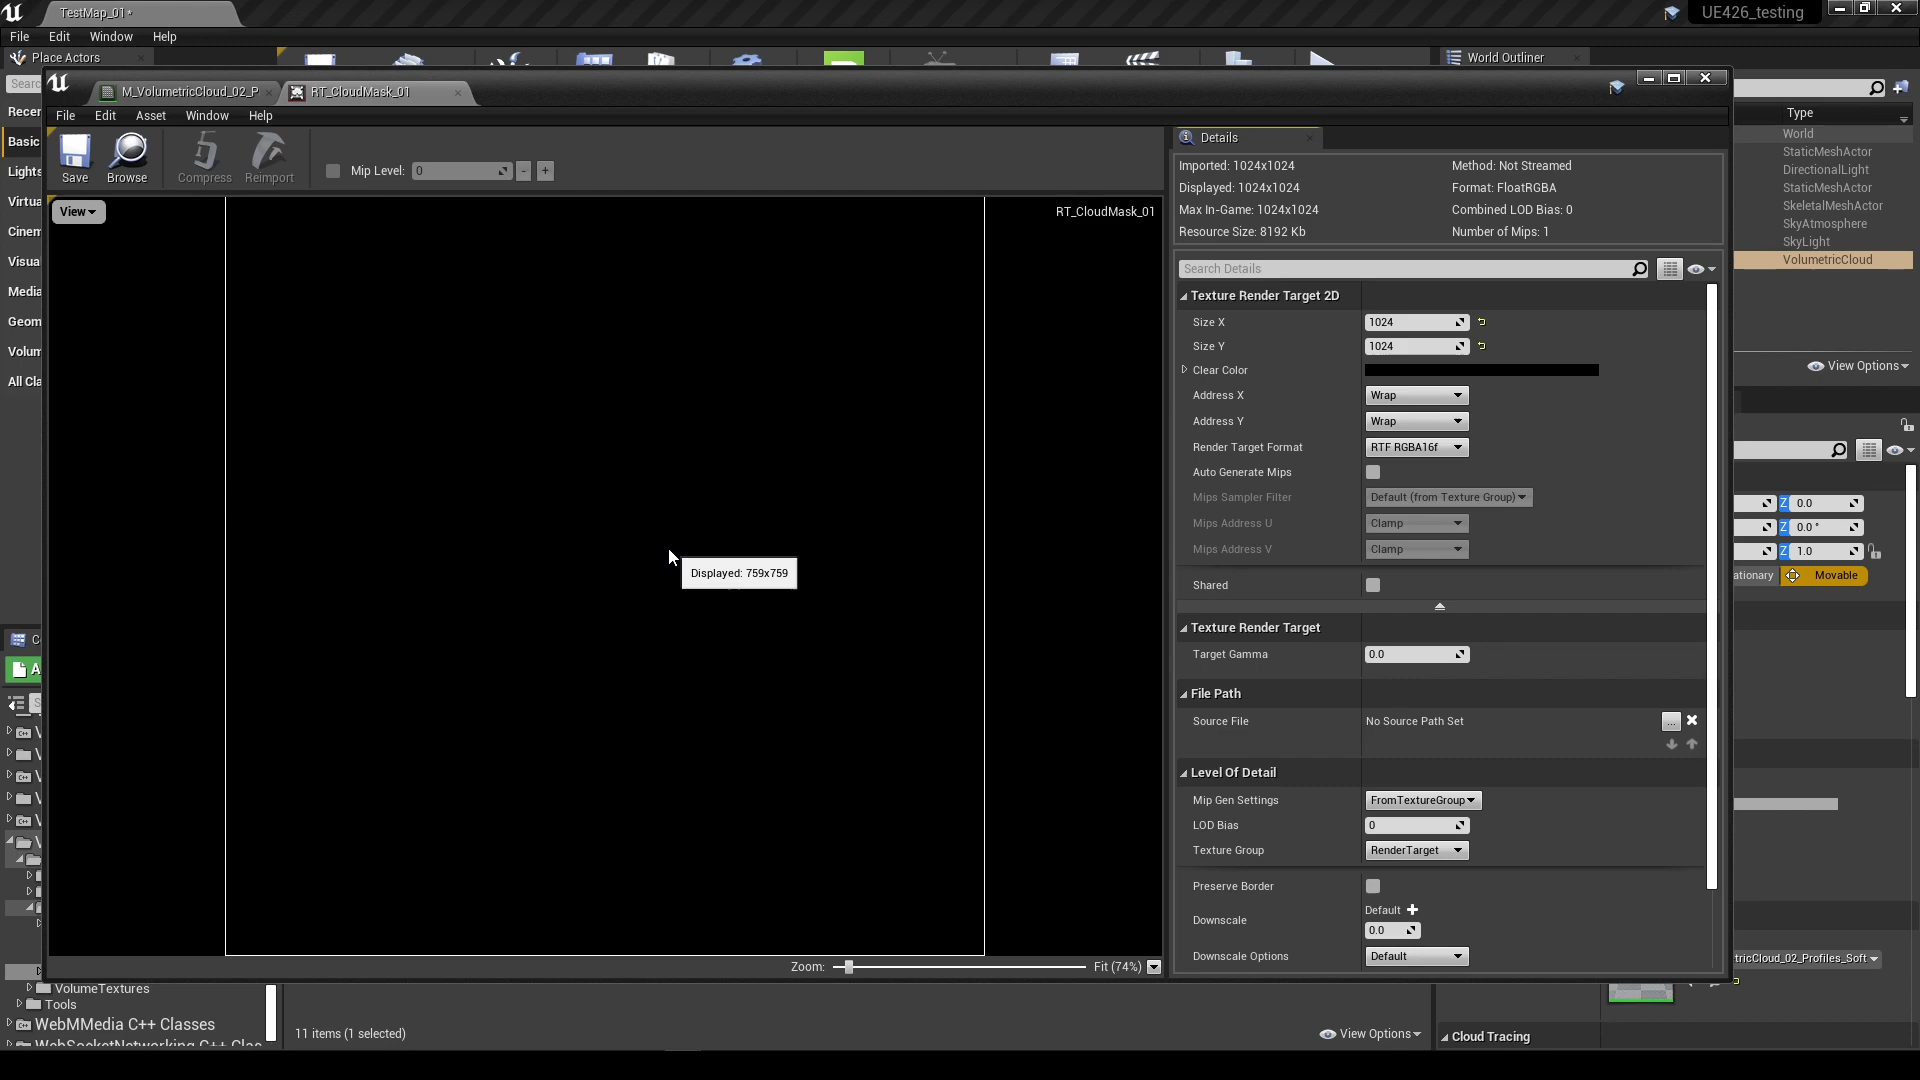 TestMap_01*
UE426_testing
File Edit Window Help
Place Actors
World Outliner
M_VolumetricCloud_02_P
RT_CloudMask_01
File Edit Asset Window Help
Save
Browse
Compress
Reimport
Mip Level: 0 - +
View
RT_CloudMask_01
Displayed: 759x759
Zoom:
Fit (74%)
Details
Imported: 1024x1024
Method: Not Streamed
Displayed: 1024x1024
Format: FloatRGBA
Max In-Game: 1024x1024
Combined LOD Bias: 0
Resource Size: 8192 Kb
Number of Mips: 1
Search Details
Texture Render Target 2D
Size X 1024
Size Y 1024
Clear Color
Address X Wrap
Address Y Wrap
Render Target Format RTF RGBA16f
Auto Generate Mips
Mips Sampler Filter Default (from Texture Group)
Mips Address U Clamp
Mips Address V Clamp
Shared
Texture Render Target
Target Gamma 0.0
File Path
Source File No Source Path Set ...
Level Of Detail
Mip Gen Settings FromTextureGroup
LOD Bias 0
Texture Group RenderTarget
Preserve Border
Default
Downscale
0.0
Downscale Options Default
Searc
Recer
Basic
Lights
Virtua
Cinem
Visua
Media
Geom
Volum
All Cla
Type
World
StaticMeshActor
DirectionalLight
StaticMeshActor
SkeletalMeshActor
SkyAtmosphere
SkyLight
VolumetricCloud
View Options
Z 0.0
Z 0.0 °
Z 1.0
ationary Movable
tricCloud_02_Profiles_Soft
Cloud Tracing
VolumeTextures
Tools
WebMMedia C++ Classes
WebSocketNetworking C++ Clas
11 items (1 selected)
View Options